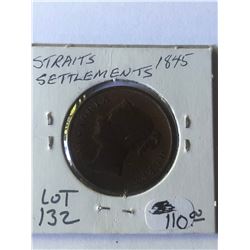 STRAITS 1845
SETTLEMENTS
LOT
132
110.00